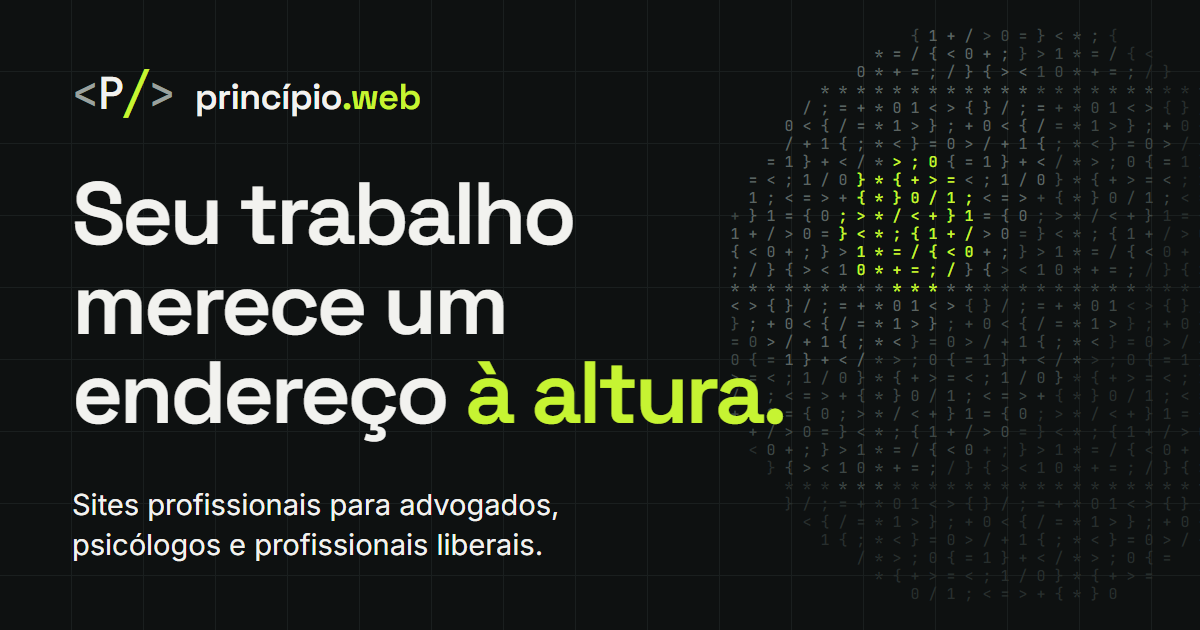 <P/> princípio.web
Seu trabalho
merece um
endereço à altura.
Sites profissionais para advogados,
psicólogos e profissionais liberais.